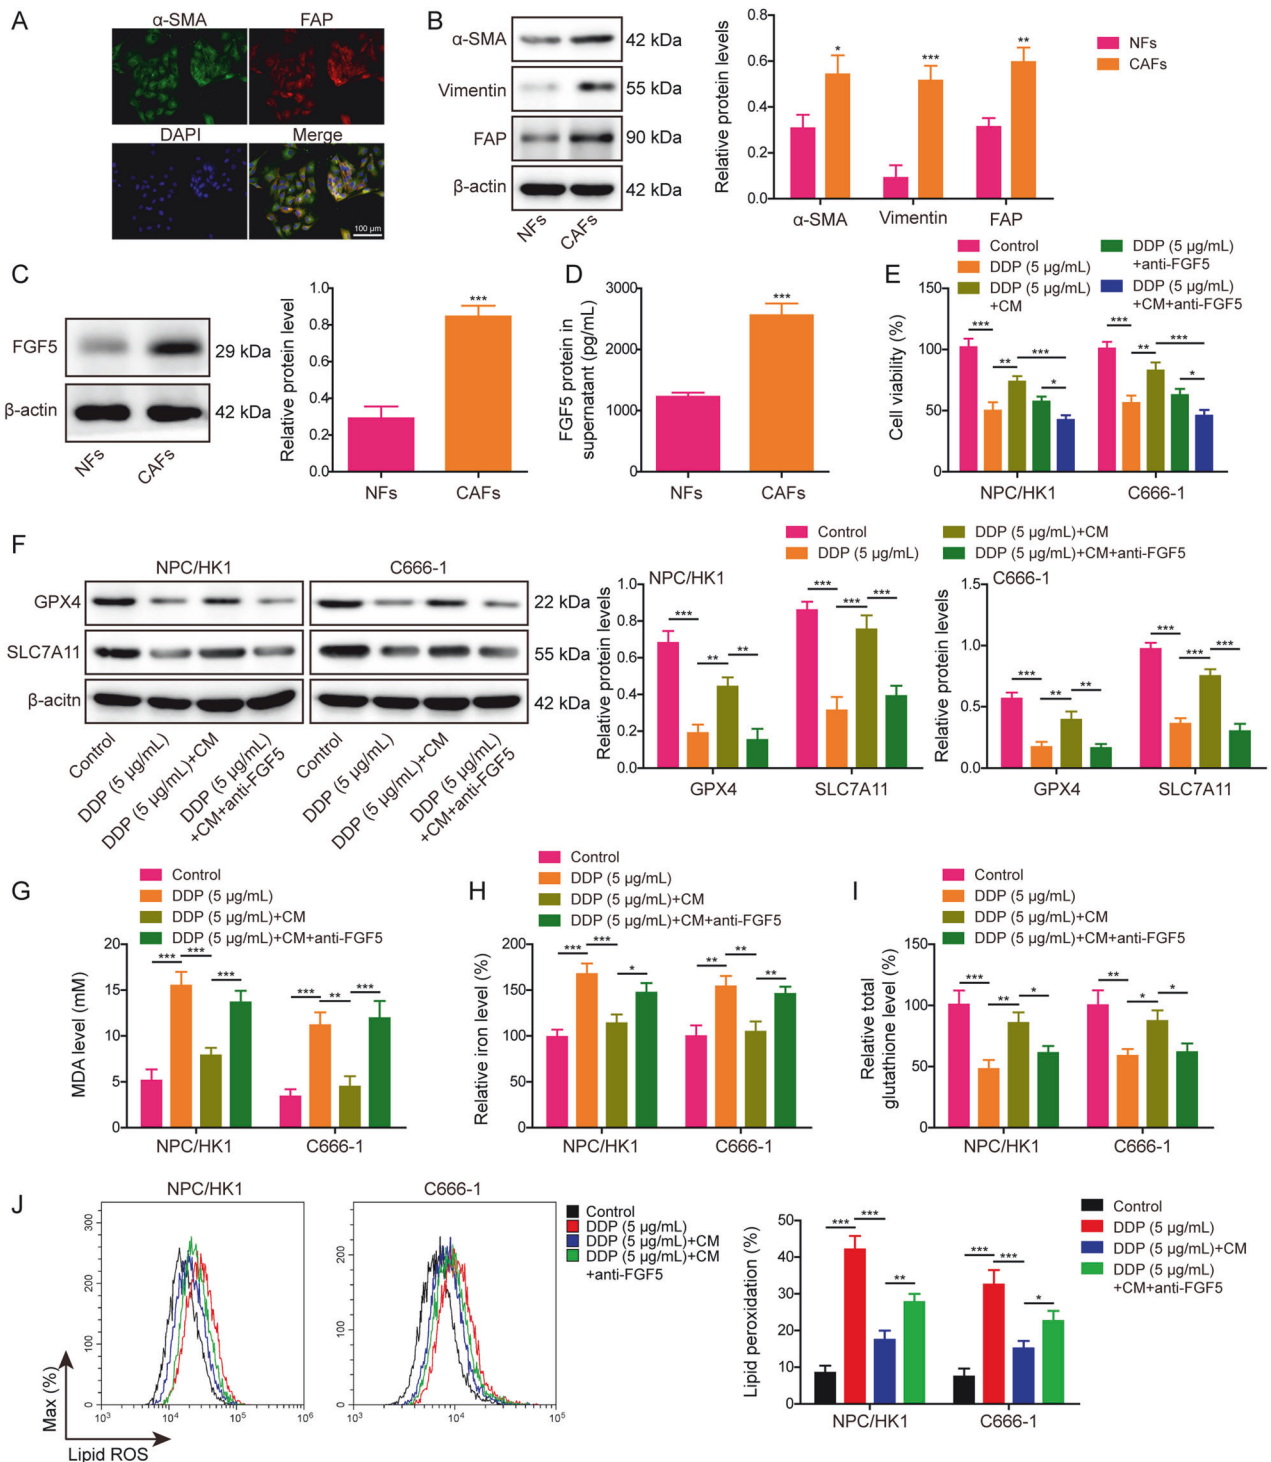 A
α-SMA
FAP
DAPI
Merge
100 μm
B
α-SMA
42 kDa
Vimentin
55 kDa
FAP
90 kDa
β-actin
42 kDa
NFs
CAFs
Relative protein levels
0.8
0.6
0.4
0.2
0.0
*
***
**
α-SMA
Vimentin
FAP
NFs
CAFs
C
FGF5
29 kDa
β-actin
42 kDa
NFs
CAFs
Relative protein level
1.0
0.8
0.6
0.4
0.2
0.0
***
NFs
CAFs
D
FGF5 protein in
supernatant (pg/mL)
3000
2000
1000
0
***
NFs
CAFs
E
Control
DDP (5 μg/mL)
DDP (5 μg/mL)
+CM
DDP (5 μg/mL)
+anti-FGF5
DDP (5 μg/mL)
+CM+anti-FGF5
Cell viability (%)
150
100
50
0
***
**
***
*
***
**
***
*
NPC/HK1
C666-1
F
NPC/HK1
C666-1
GPX4
22 kDa
SLC7A11
55 kDa
β-acitn
42 kDa
Control
DDP (5 μg/mL)
DDP (5 μg/mL)+CM
DDP (5 μg/mL)
+CM+anti-FGF5
Control
DDP (5 μg/mL)
DDP (5 μg/mL)+CM
DDP (5 μg/mL)
+CM+anti-FGF5
Control
DDP (5 μg/mL)
DDP (5 μg/mL)+CM
DDP (5 μg/mL)+CM+anti-FGF5
NPC/HK1
Relative protein levels
1.0
0.8
0.6
0.4
0.2
0.0
***
**
**
***
***
***
GPX4
SLC7A11
C666-1
Relative protein levels
1.5
1.0
0.5
0.0
***
**
**
***
***
***
GPX4
SLC7A11
G
Control
DDP (5 μg/mL)
DDP (5 μg/mL)+CM
DDP (5 μg/mL)+CM+anti-FGF5
MDA level (mM)
20
15
10
5
0
***
***
***
***
**
***
NPC/HK1
C666-1
H
Control
DDP (5 μg/mL)
DDP (5 μg/mL)+CM
DDP (5 μg/mL)+CM+anti-FGF5
Relative iron level (%)
200
150
100
50
0
***
***
*
**
**
**
NPC/HK1
C666-1
I
Control
DDP (5 μg/mL)
DDP (5 μg/mL)+CM
DDP (5 μg/mL)+CM+anti-FGF5
Relative total
glutathione level (%)
150
100
50
0
***
**
*
**
*
*
NPC/HK1
C666-1
J
NPC/HK1
300
200
100
0
10³
10⁴
10⁵
10⁶
Max (%)
Lipid ROS
C666-1
200
100
0
10³
10⁴
10⁵
Control
DDP (5 μg/mL)
DDP (5 μg/mL)+CM
DDP (5 μg/mL)+CM
+anti-FGF5
Lipid peroxidation (%)
50
40
30
20
10
0
***
***
**
***
***
*
NPC/HK1
C666-1
Control
DDP (5 μg/mL)
DDP (5 μg/mL)+CM
DDP (5 μg/mL)
+CM+anti-FGF5